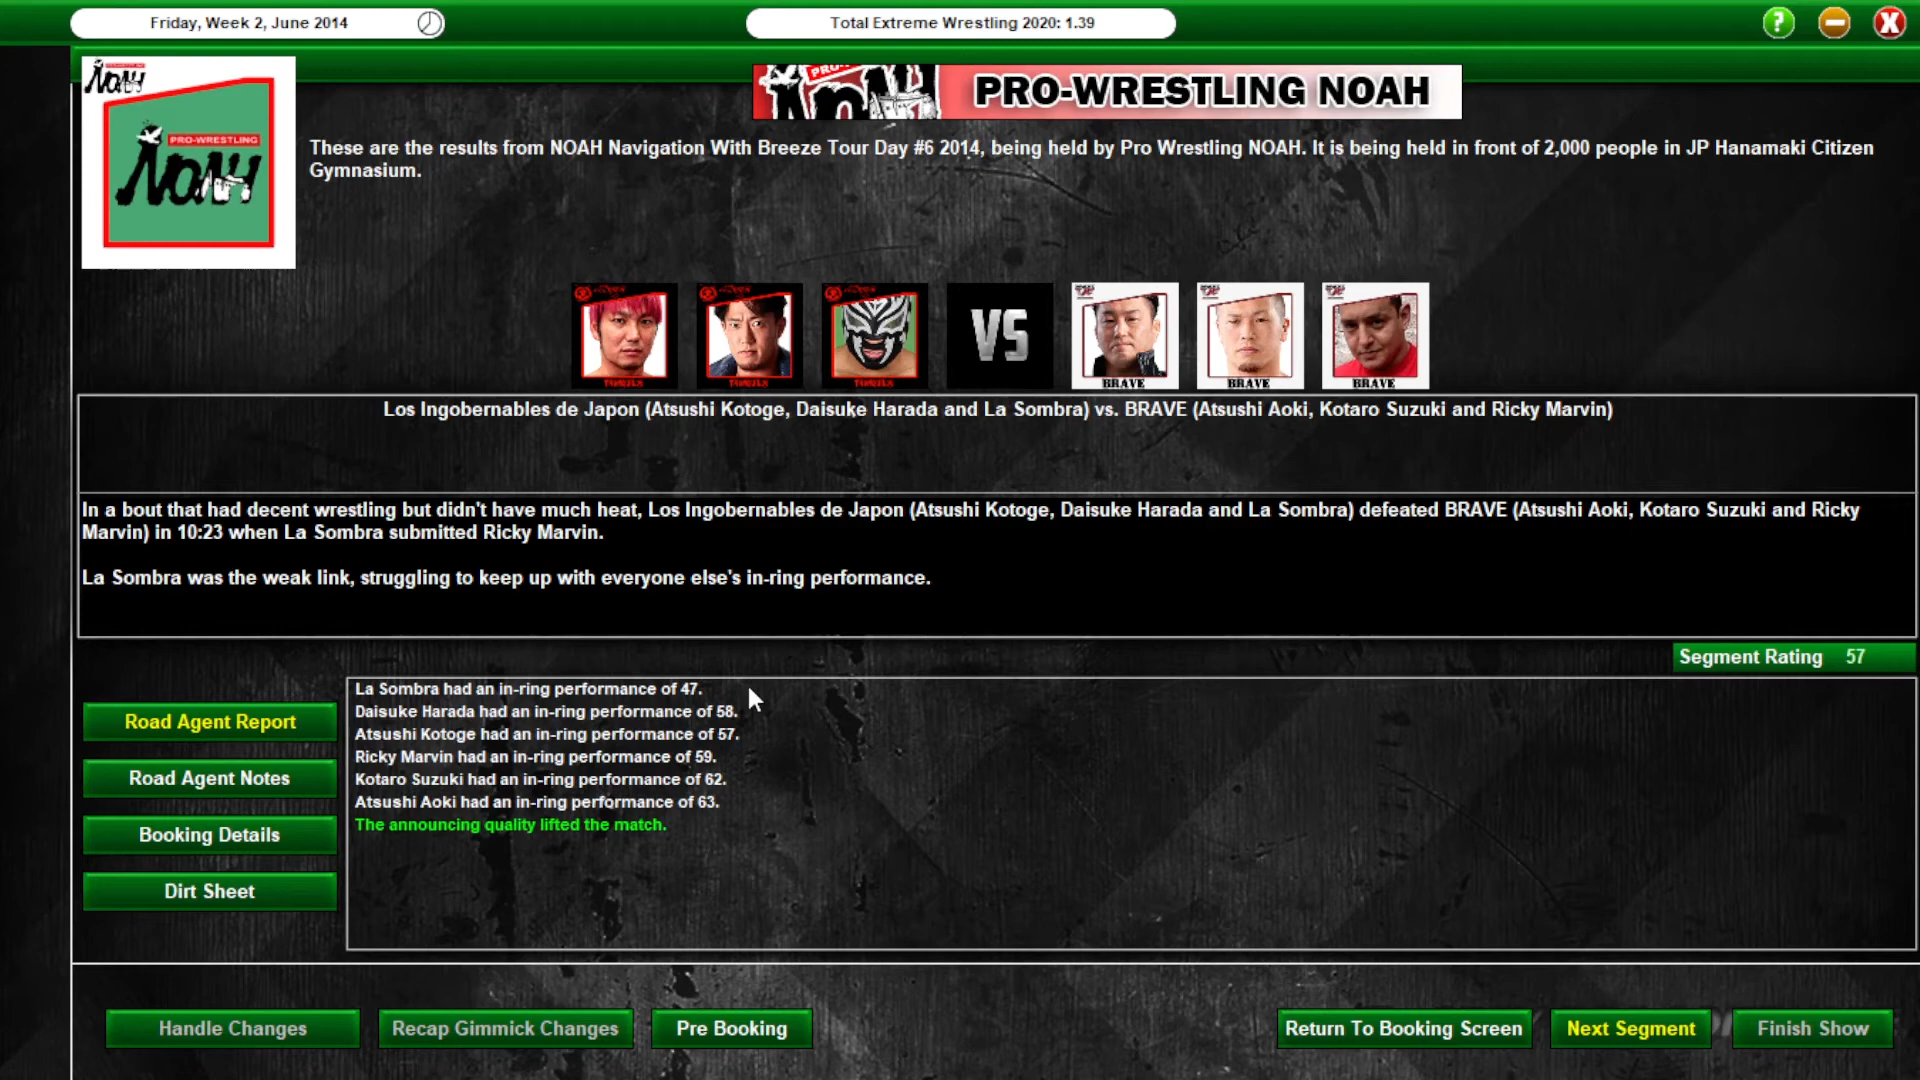 Friday, Week 2, June 2014
Total Extreme Wrestling 2020: 1.39
?
X
NOAH
PRO-WRESTLING
NOAH
PRO-WRESTLING NOAH
These are the results from NOAH Navigation With Breeze Tour Day #6 2014, being held by Pro Wrestling NOAH. It is being held in front of 2,000 people in JP Hanamaki Citizen
Gymnasium.
VS
BRAVE
BRAVE
BRAVE
Los Ingobernables de Japon (Atsushi Kotoge, Daisuke Harada and La Sombra) vs. BRAVE (Atsushi Aoki, Kotaro Suzuki and Ricky Marvin)
In a bout that had decent wrestling but didn't have much heat, Los Ingobernables de Japon (Atsushi Kotoge, Daisuke Harada and La Sombra) defeated BRAVE (Atsushi Aoki, Kotaro Suzuki and Ricky
Marvin) in 10:23 when La Sombra submitted Ricky Marvin.
La Sombra was the weak link, struggling to keep up with everyone else's in-ring performance.
Segment Rating 57
Road Agent Report
Road Agent Notes
Booking Details
Dirt Sheet
La Sombra had an in-ring performance of 47.
Daisuke Harada had an in-ring performance of 58.
Atsushi Kotoge had an in-ring performance of 57.
Ricky Marvin had an in-ring performance of 59.
Kotaro Suzuki had an in-ring performance of 62.
Atsushi Aoki had an in-ring performance of 63.
The announcing quality lifted the match.
Handle Changes
Recap Gimmick Changes
Pre Booking
Return To Booking Screen
Next Segment
Finish Show